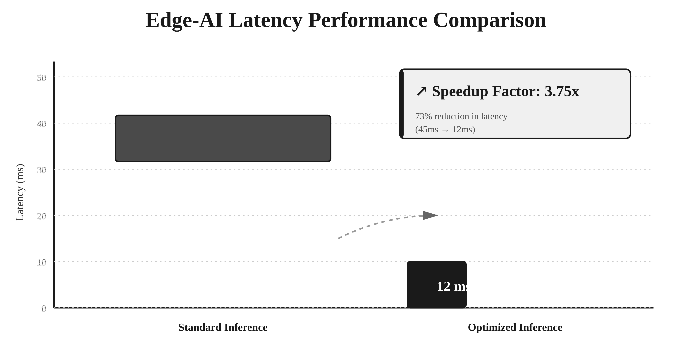 Edge-AI Latency Performance Comparison
50
40
30
20
10
0
Latency (ms)
↗ Speedup Factor: 3.75x
73% reduction in latency
(45ms → 12ms)
12 ms
Standard Inference
Optimized Inference